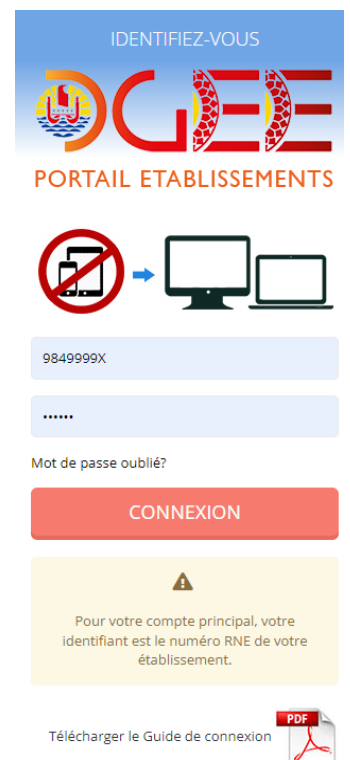 IDENTIFIEZ-VOUS
DGEE
PORTAIL ETABLISSEMENTS
9849999X
••••••
Mot de passe oublié?
CONNEXION
Pour votre compte principal, votre
identifiant est le numéro RNE de votre
établissement.
PDF
Télécharger le Guide de connexion